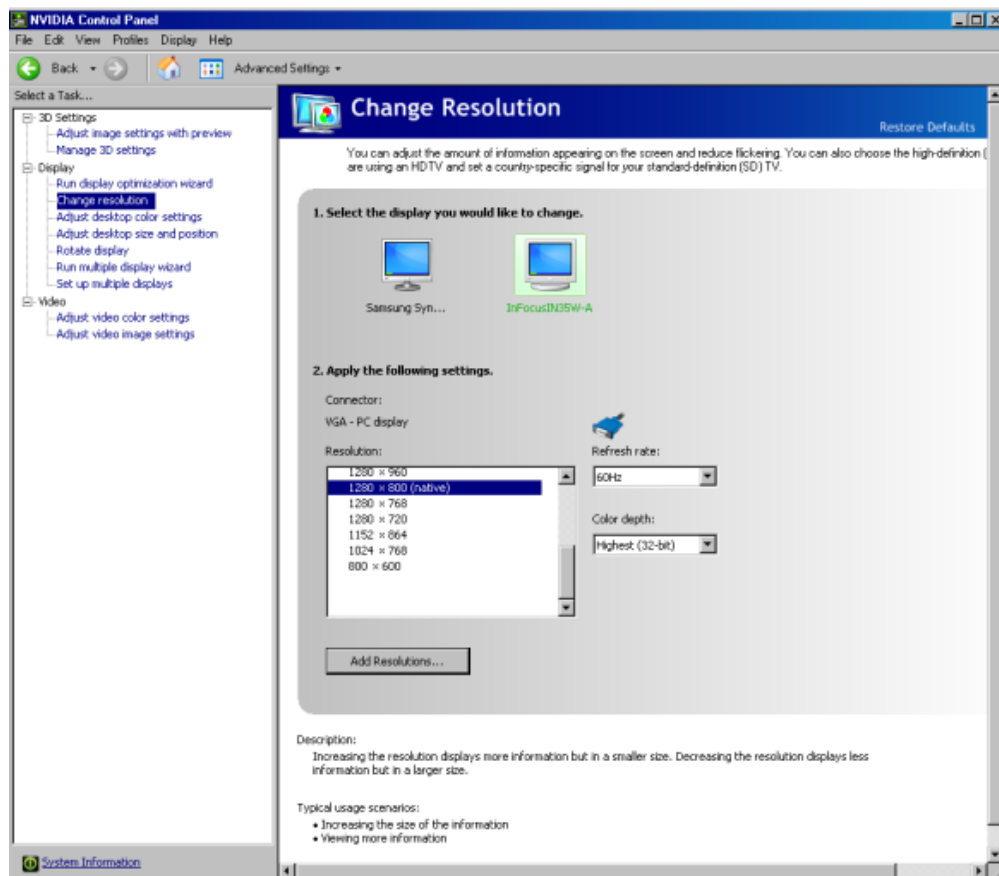 NVIDIA Control Panel
File Edit View Profiles Display Help
Back Advanced Settings
Select a Task...
3D Settings
Adjust image settings with preview
Manage 3D settings
Display
Run display optimization wizard
Change resolution
Adjust desktop color settings
Adjust desktop size and position
Rotate display
Run multiple display wizard
Set up multiple displays
Video
Adjust video color settings
Adjust video image settings
System Information
Change Resolution
Restore Defaults
You can adjust the amount of information appearing on the screen and reduce flickering. You can also choose the high-definition (
are using an HDTV and set a country-specific signal for your standard-definition (SD) TV.
1. Select the display you would like to change.
Samsung Syn... InFocusIN35W-A
2. Apply the following settings.
Connector:
VGA - PC display
Resolution:
1280 × 960
1280 × 800 (native)
1280 × 768
1280 × 720
1152 × 864
1024 × 768
800 × 600
Refresh rate:
60Hz
Color depth:
Highest (32-bit)
Add Resolutions...
Description:
Increasing the resolution displays more information but in a smaller size. Decreasing the resolution displays less
information but in a larger size.
Typical usage scenarios:
• Increasing the size of the information
• Viewing more information